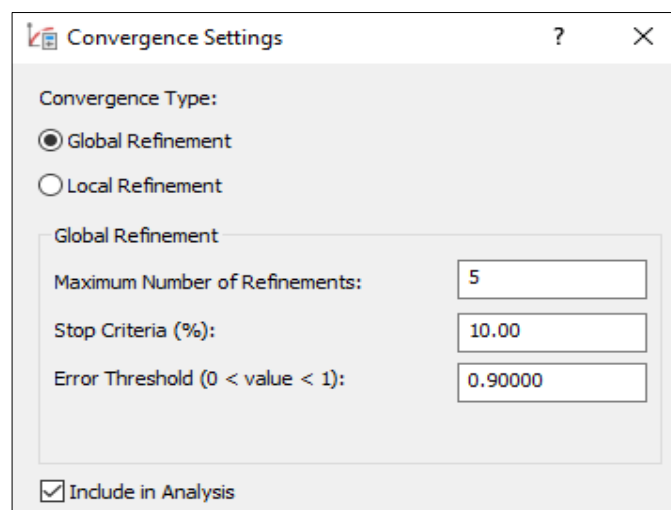 Convergence Settings ?
Convergence Type:
Global Refinement
Local Refinement
Global Refinement
Maximum Number of Refinements: 5
Stop Criteria (%): 10.00
Error Threshold (0 < value < 1): 0.90000
Include in Analysis